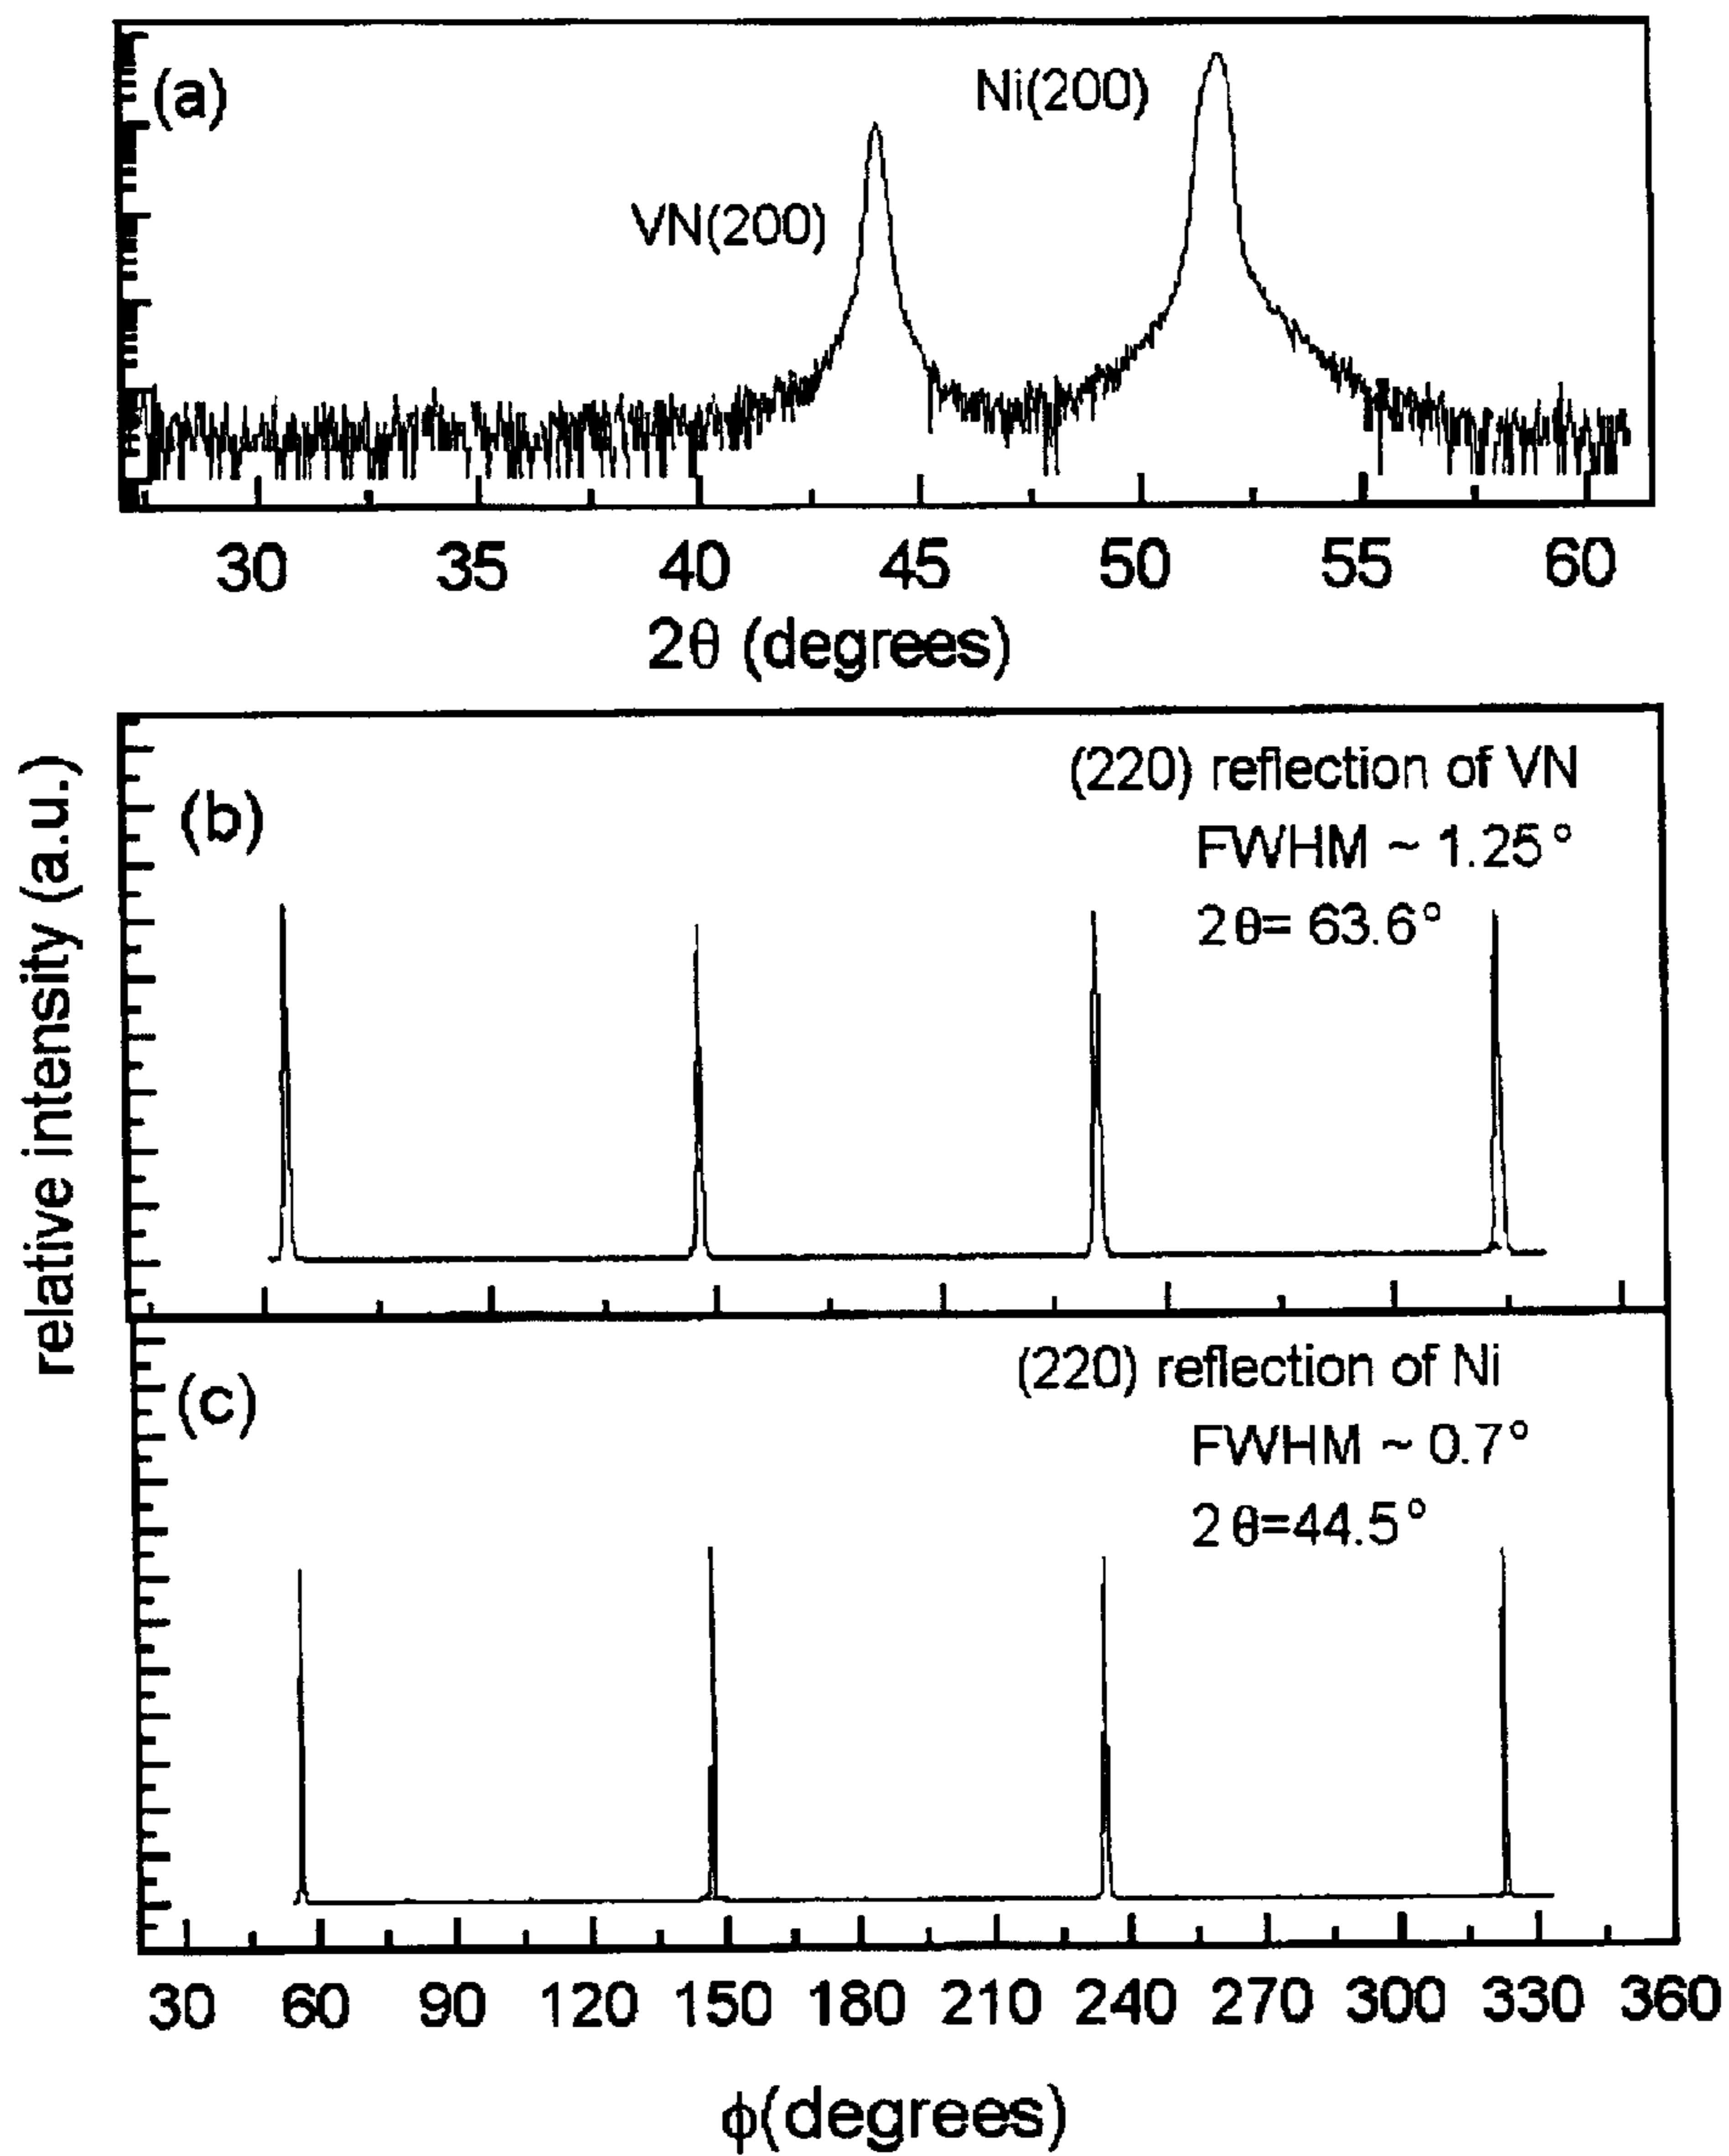 (a)
Ni(200)
VN(200)
30 35 40 45 50 55 60
2θ (degrees)
relative intensity (a.u.)
(b)
(220) reflection of VN
FWHM ~ 1.25°
2θ= 63.6°
(c)
(220) reflection of Ni
FWHM ~ 0.7°
2θ=44.5°
30 60 90 120 150 180 210 240 270 300 330 360
ϕ(degrees)